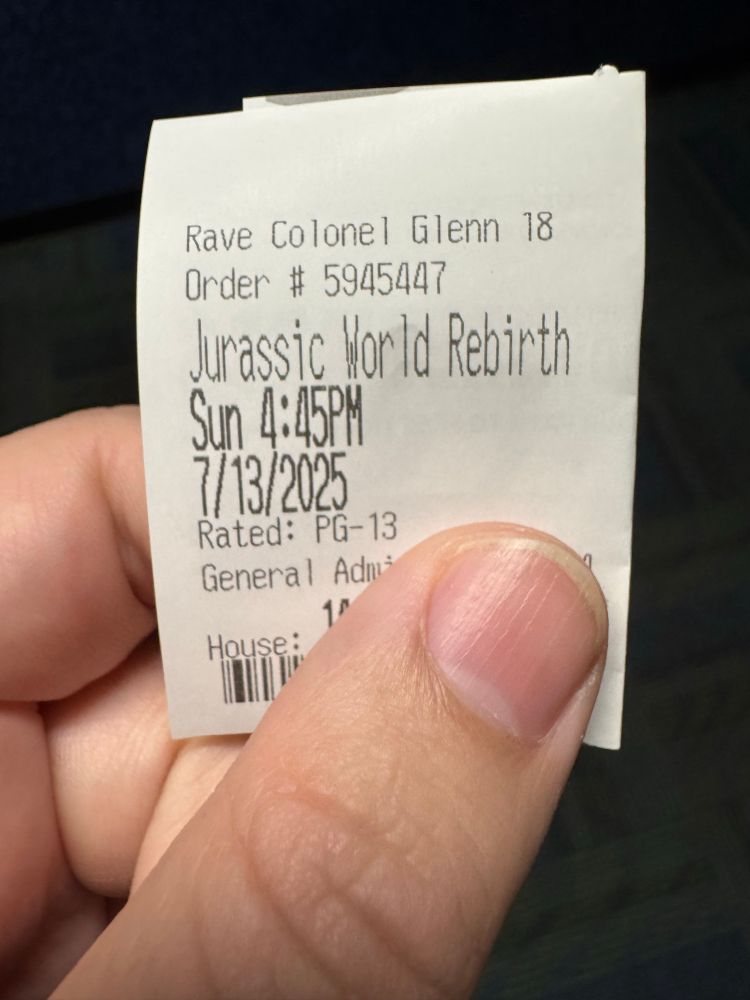 Rave Colonel Glenn 18
Order # 5945447
Jurassic World Rebirth
Sun 4:45PM
7/13/2025
Rated: PG-13
General
House: